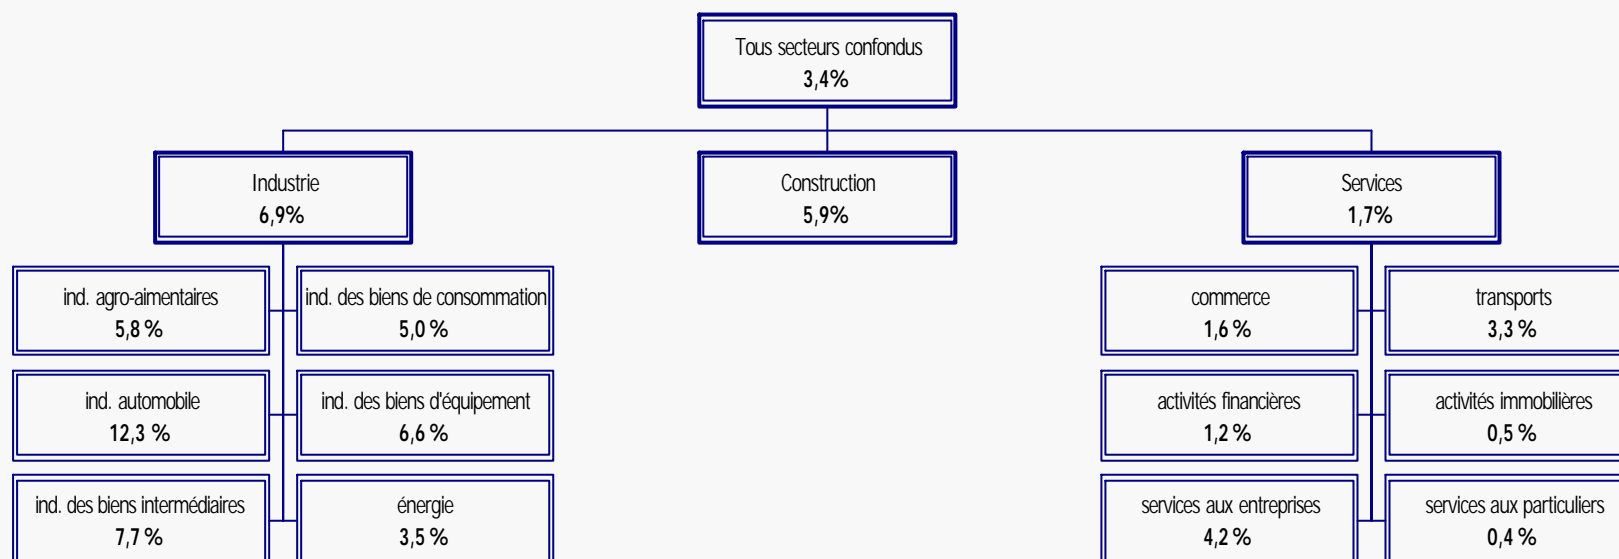 Tous secteurs confondus
3,4%
Industrie
6,9%
Construction
5,9%
Services
1,7%
ind. agro-aimentaires
5,8 %
ind. des biens de consommation
5,0 %
commerce
1,6 %
transports
3,3 %
ind. automobile
12,3 %
ind. des biens d'équipement
6,6 %
activités financières
1,2 %
activités immobilières
0,5 %
ind. des biens intermédiaires
7,7 %
énergie
3,5 %
services aux entreprises
4,2 %
services aux particuliers
0,4 %